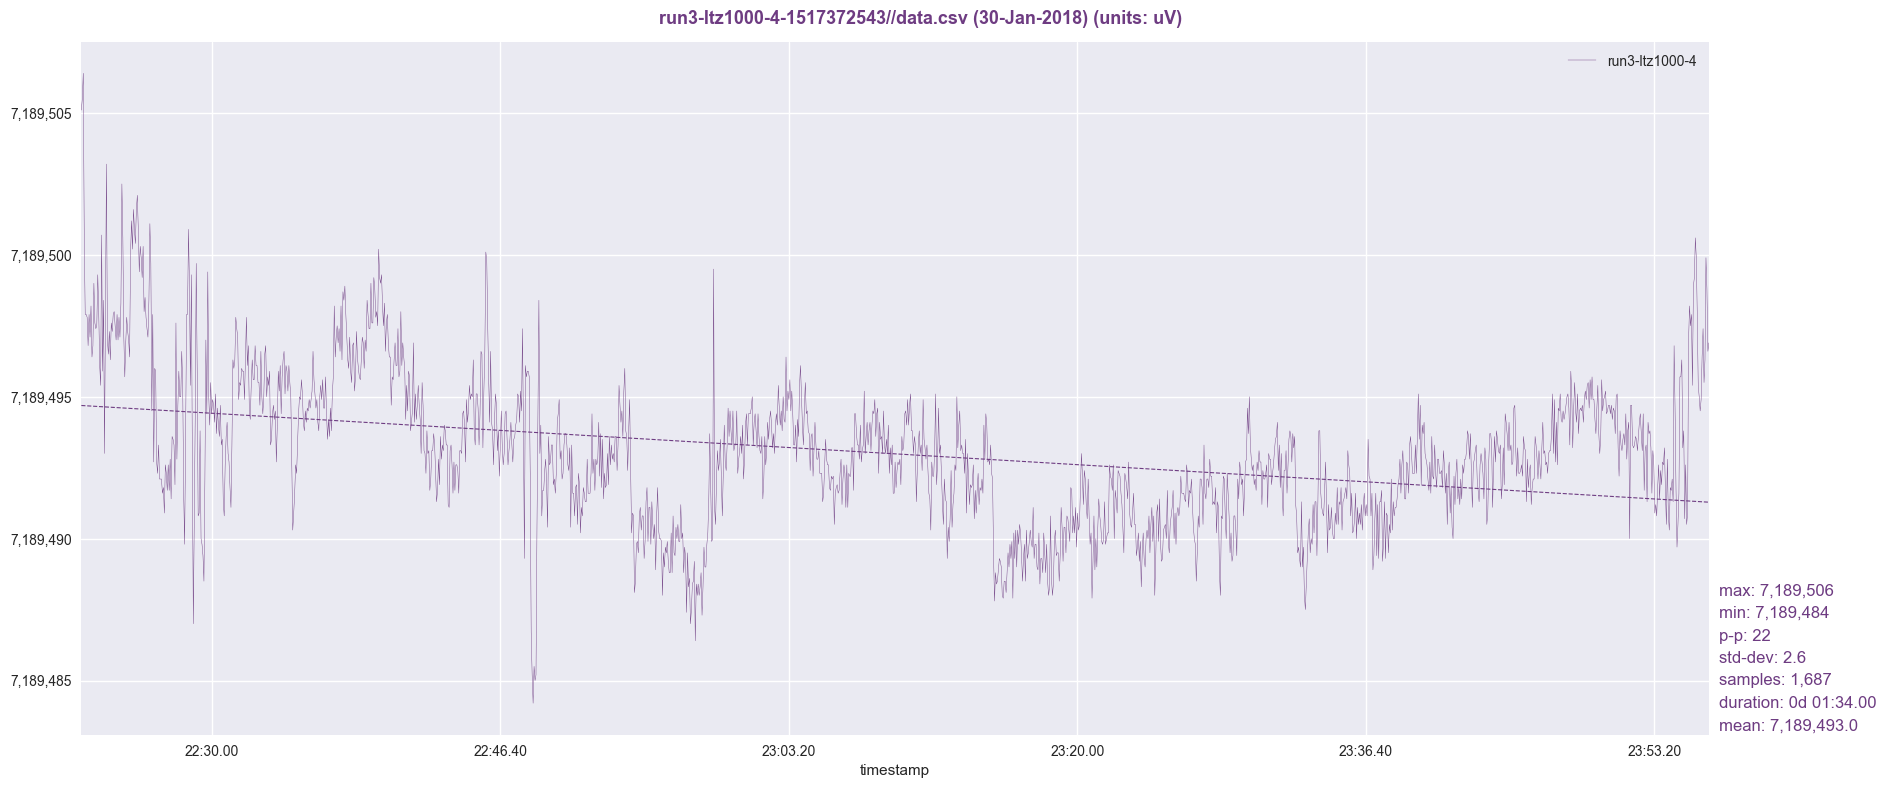 run3-ltz1000-4-1517372543//data.csv (30-Jan-2018) (units: uV)
run3-ltz1000-4
7,189,505
7,189,500
7,189,495
7,189,490
7,189,485
max: 7,189,506
min: 7,189,484
p-p: 22
std-dev: 2.6
samples: 1,687
duration: 0d 01:34.00
mean: 7,189,493.0
22:30.00
22:46.40
23:03.20
23:20.00
23:36.40
23:53.20
timestamp